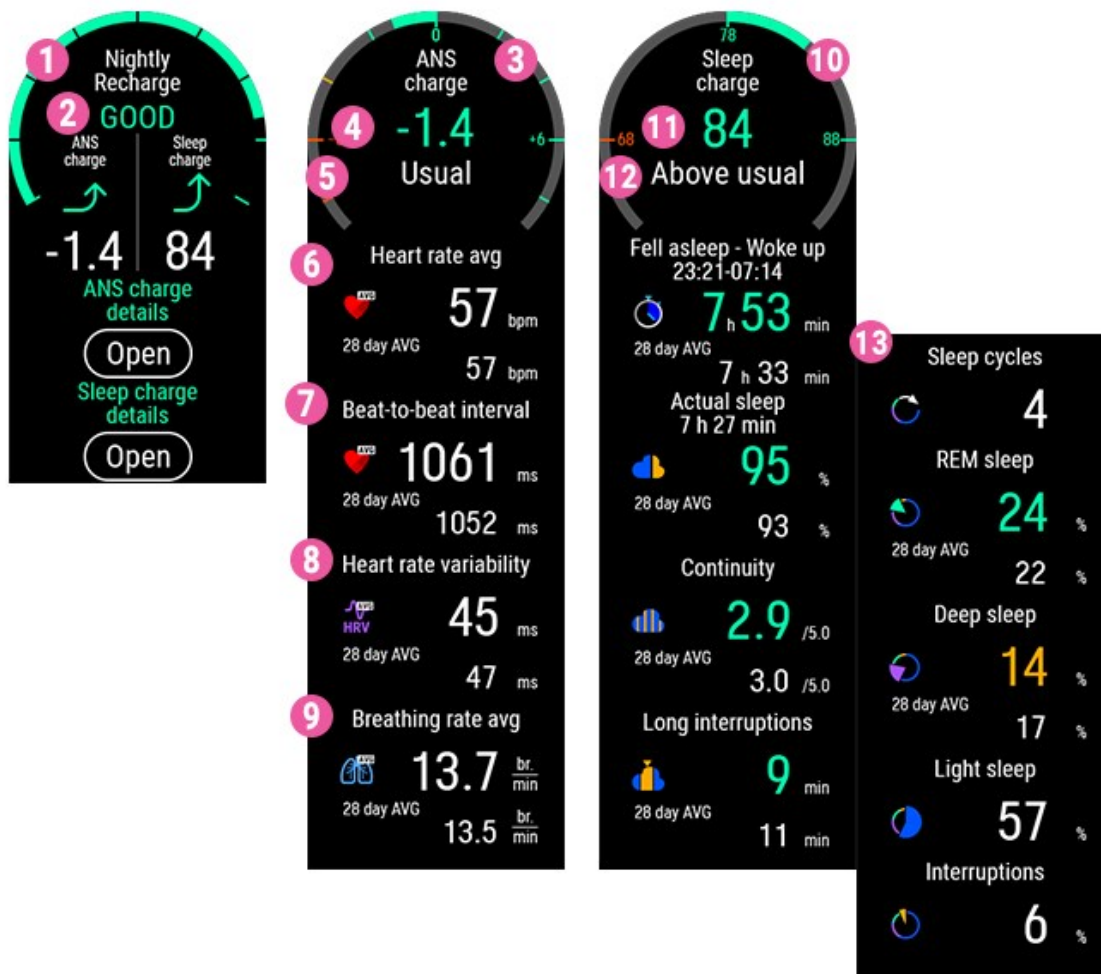 1
Nightly
Recharge
2
GOOD
ANS
charge
Sleep
charge
-1.4
84
ANS charge
details
Open
Sleep charge
details
Open
0
ANS
charge
3
4
-1.4
+6
5
Usual
6
Heart rate avg
AVG
57 bpm
28 day AVG
57 bpm
7
Beat-to-beat interval
AVG
1061 ms
28 day AVG
1052 ms
8
Heart rate variability
AVG
HRV
45 ms
28 day AVG
47 ms
9
Breathing rate avg
AVG
13.7 br.
min
28 day AVG
13.5 br.
min
78
Sleep
charge
10
68
11
84
88
12
Above usual
Fell asleep - Woke up
23:21-07:14
7 h 53 min
28 day AVG
7 h 33 min
Actual sleep
7 h 27 min
95 %
28 day AVG
93 %
Continuity
2.9 /5.0
28 day AVG
3.0 /5.0
Long interruptions
9 min
28 day AVG
11 min
13
Sleep cycles
4
REM sleep
24 %
28 day AVG
22 %
Deep sleep
14 %
28 day AVG
17 %
Light sleep
57 %
Interruptions
6 %